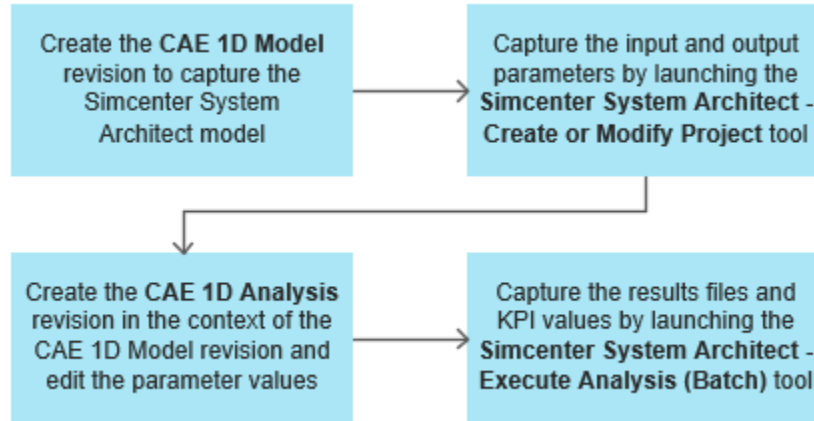 Create the CAE 1D Model
revision to capture the
Simcenter System
Architect model
Capture the input and output
parameters by launching the
Simcenter System Architect -
Create or Modify Project tool
Create the CAE 1D Analysis
revision in the context of the
CAE 1D Model revision and
edit the parameter values
Capture the results files and
KPI values by launching the
Simcenter System Architect -
Execute Analysis (Batch) tool